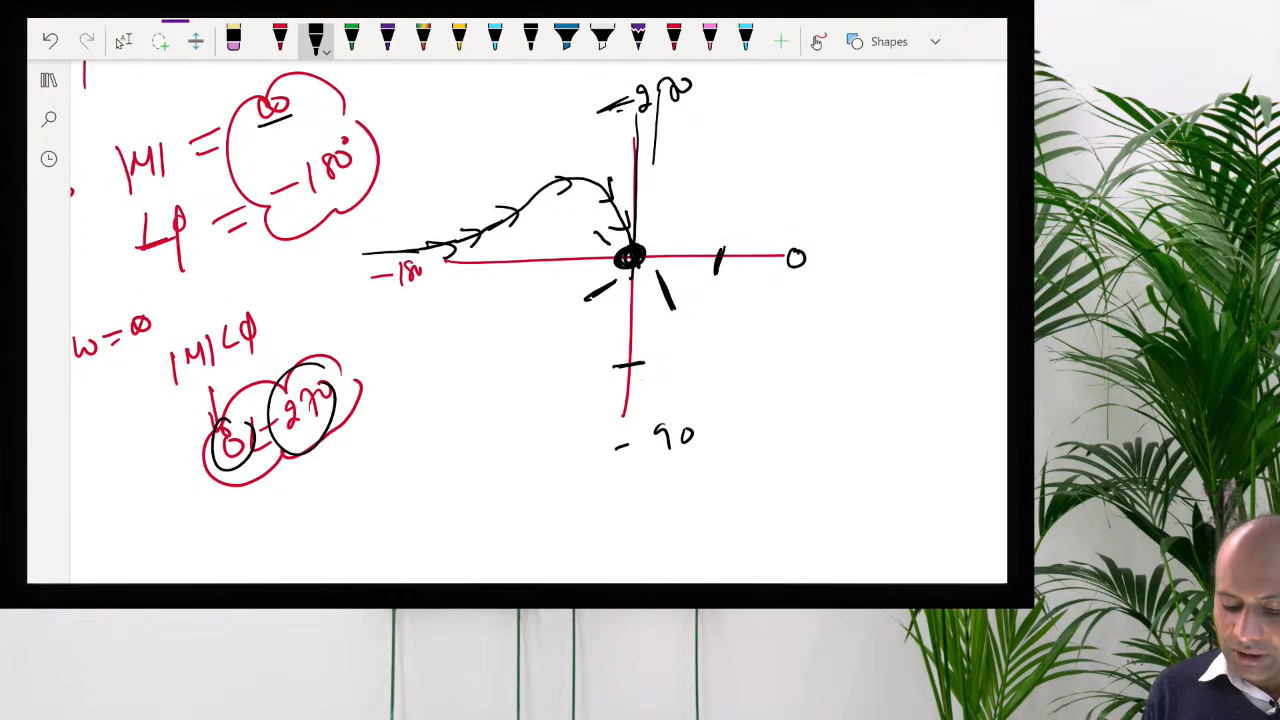 Shapes
|M| = ∞
∠φ = -180°
ω = ∞
|M| ∠φ
0 ∠-270
-270
-180
0
-90